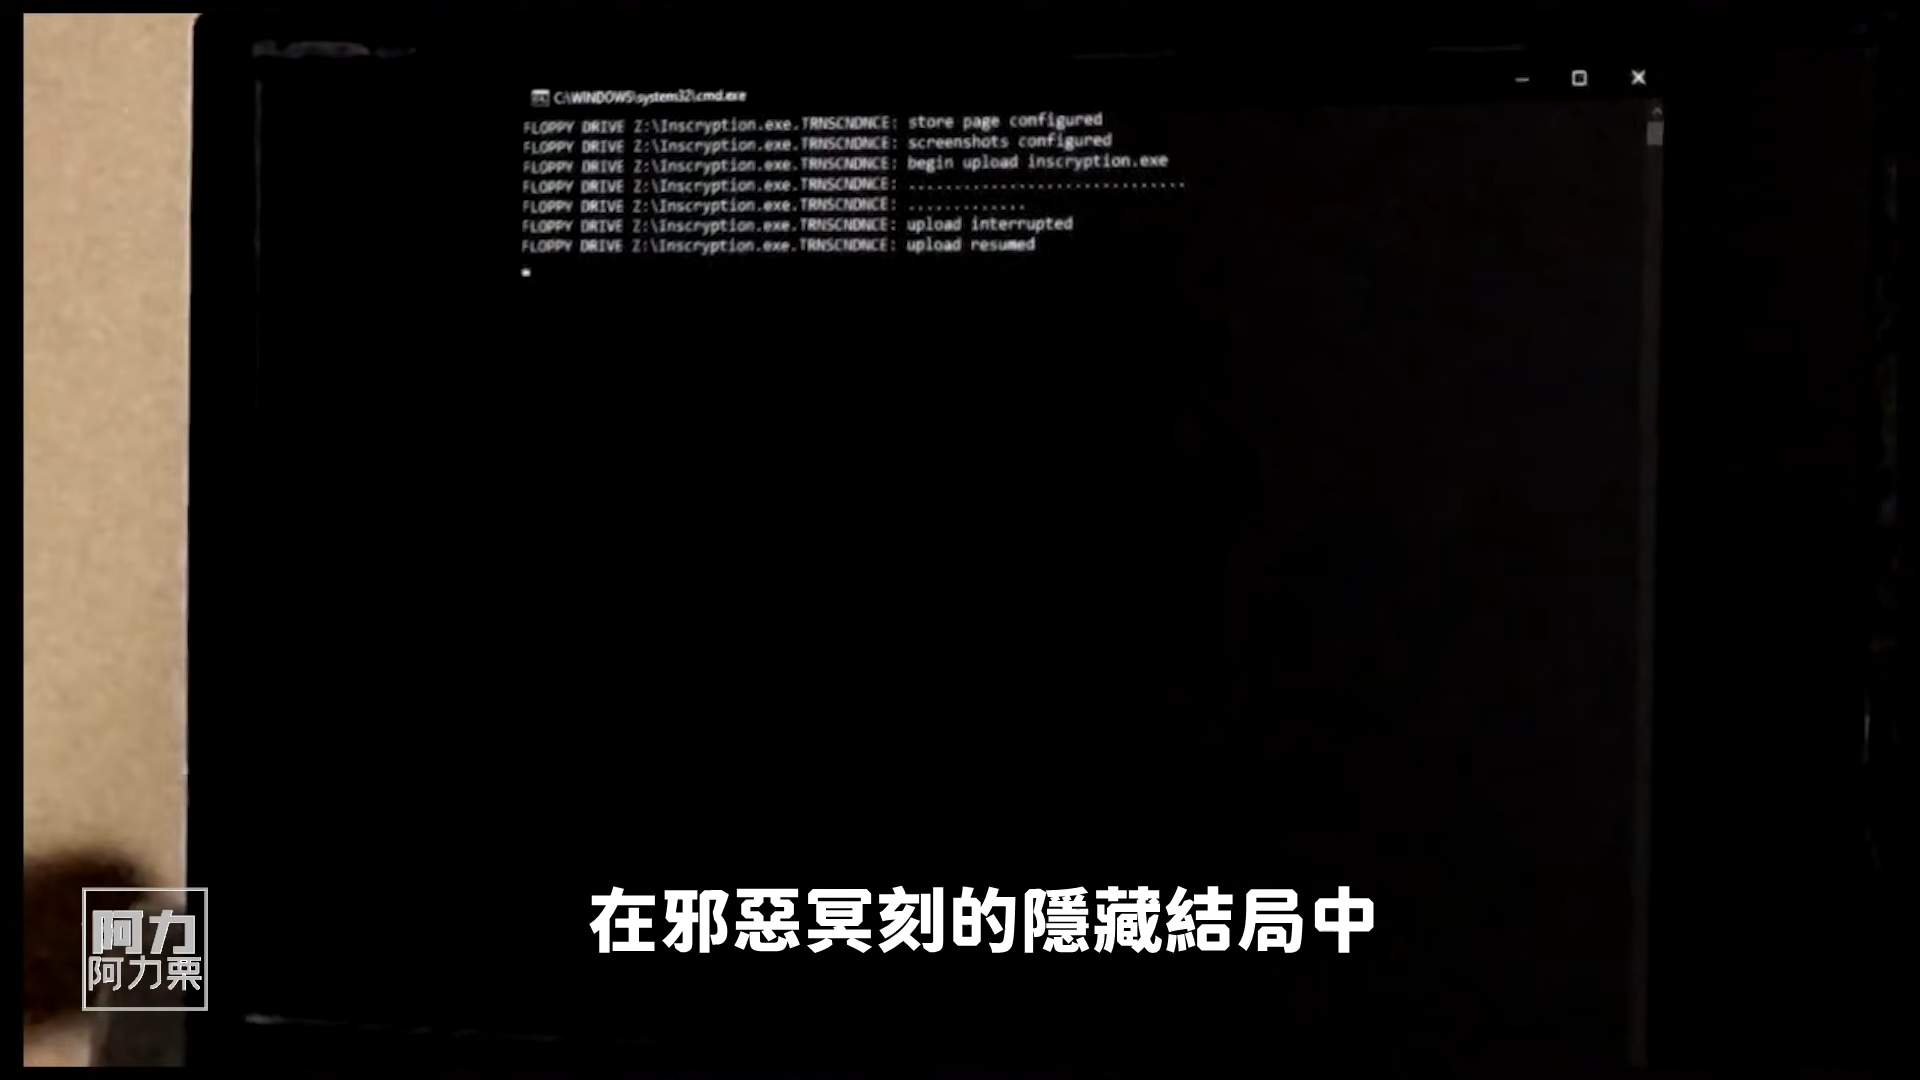 C:\WINDOWS\system32\cmd.exe
FLOPPY DRIVE Z:\Inscryption.exe.TRNSCNDNCE: store page configured
FLOPPY DRIVE Z:\Inscryption.exe.TRNSCNDNCE: screenshots configured
FLOPPY DRIVE Z:\Inscryption.exe.TRNSCNDNCE: begin upload inscryption.exe
FLOPPY DRIVE Z:\Inscryption.exe.TRNSCNDNCE: ..............................
FLOPPY DRIVE Z:\Inscryption.exe.TRNSCNDNCE: .............
FLOPPY DRIVE Z:\Inscryption.exe.TRNSCNDNCE: upload interrupted
FLOPPY DRIVE Z:\Inscryption.exe.TRNSCNDNCE: upload resumed
在邪惡冥刻的隱藏結局中
阿力
阿力栗